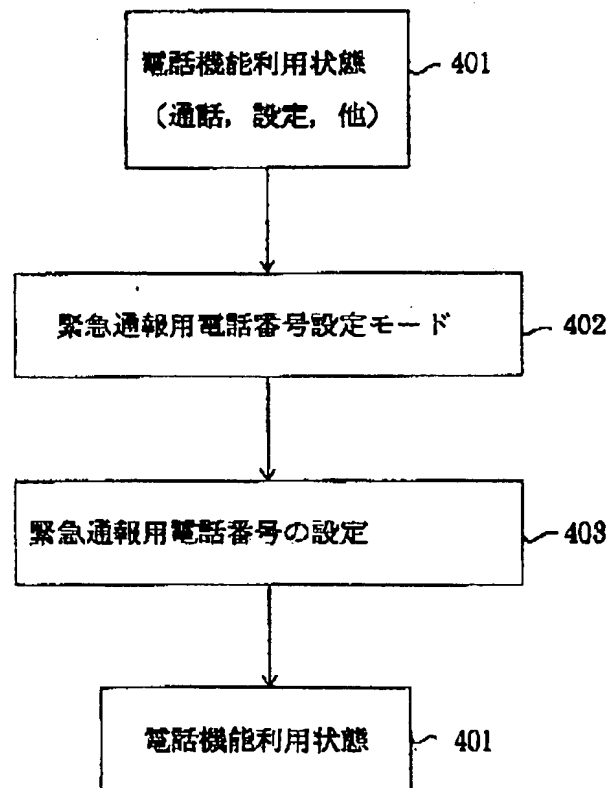 電話機能利用状態
（通話，設定，他）
401
緊急通報用電話番号設定モード
402
緊急通報用電話番号の設定
403
電話機能利用状態
401